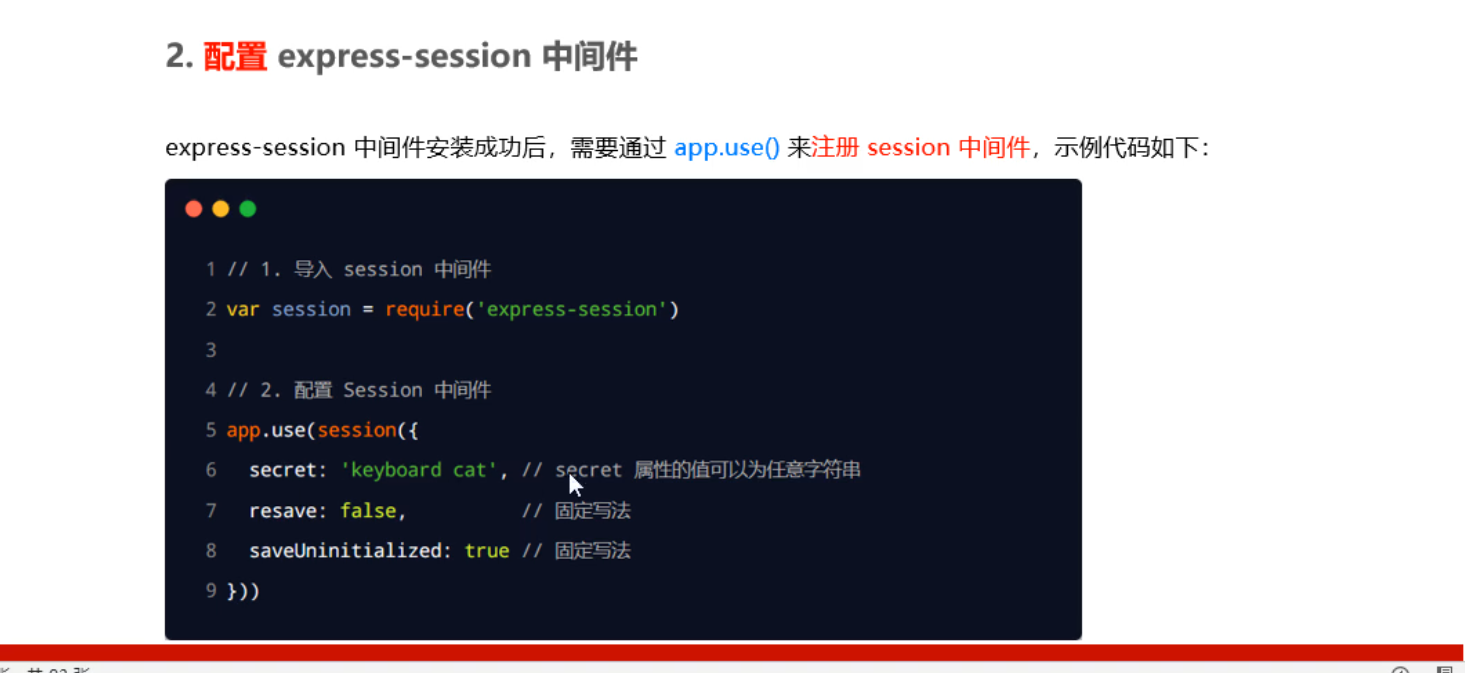 2. 配置 express-session 中间件
express-session 中间件安装成功后，需要通过 app.use() 来注册 session 中间件，示例代码如下：
1 // 1. 导入 session 中间件
2 var session = require('express-session')
3
4 // 2. 配置 Session 中间件
5 app.use(session({
6   secret: 'keyboard cat', // secret 属性的值可以为任意字符串
7   resave: false,          // 固定写法
8   saveUninitialized: true // 固定写法
9 }))